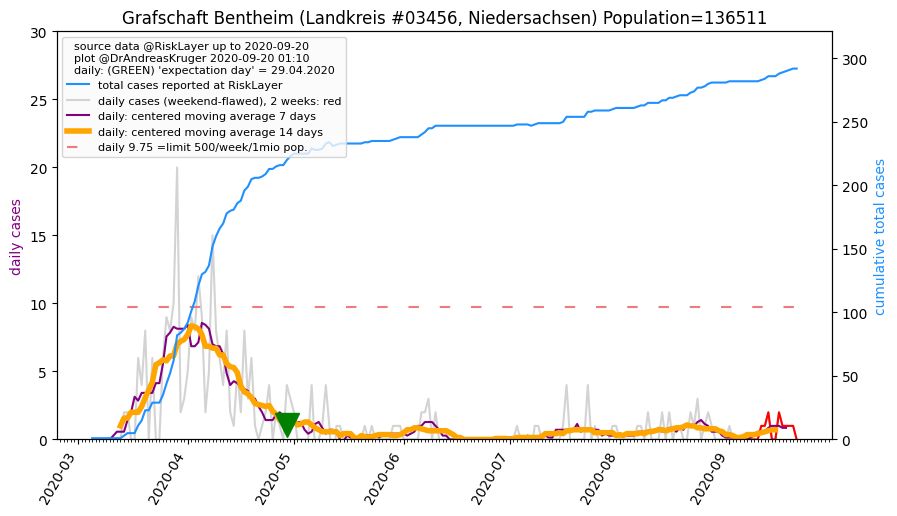 Grafschaft Bentheim (Landkreis #03456, Niedersachsen) Population=136511
source data @RiskLayer up to 2020-09-20
plot @DrAndreasKruger 2020-09-20 01:10
daily: (GREEN) 'expectation day' = 29.04.2020
total cases reported at RiskLayer
daily cases (weekend-flawed), 2 weeks: red
daily: centered moving average 7 days
daily: centered moving average 14 days
daily 9.75 =limit 500/week/1mio pop.
daily cases
30
25
20
15
10
5
0
cumulative total cases
300
250
200
150
100
50
0
2020-03
2020-04
2020-05
2020-06
2020-07
2020-08
2020-09